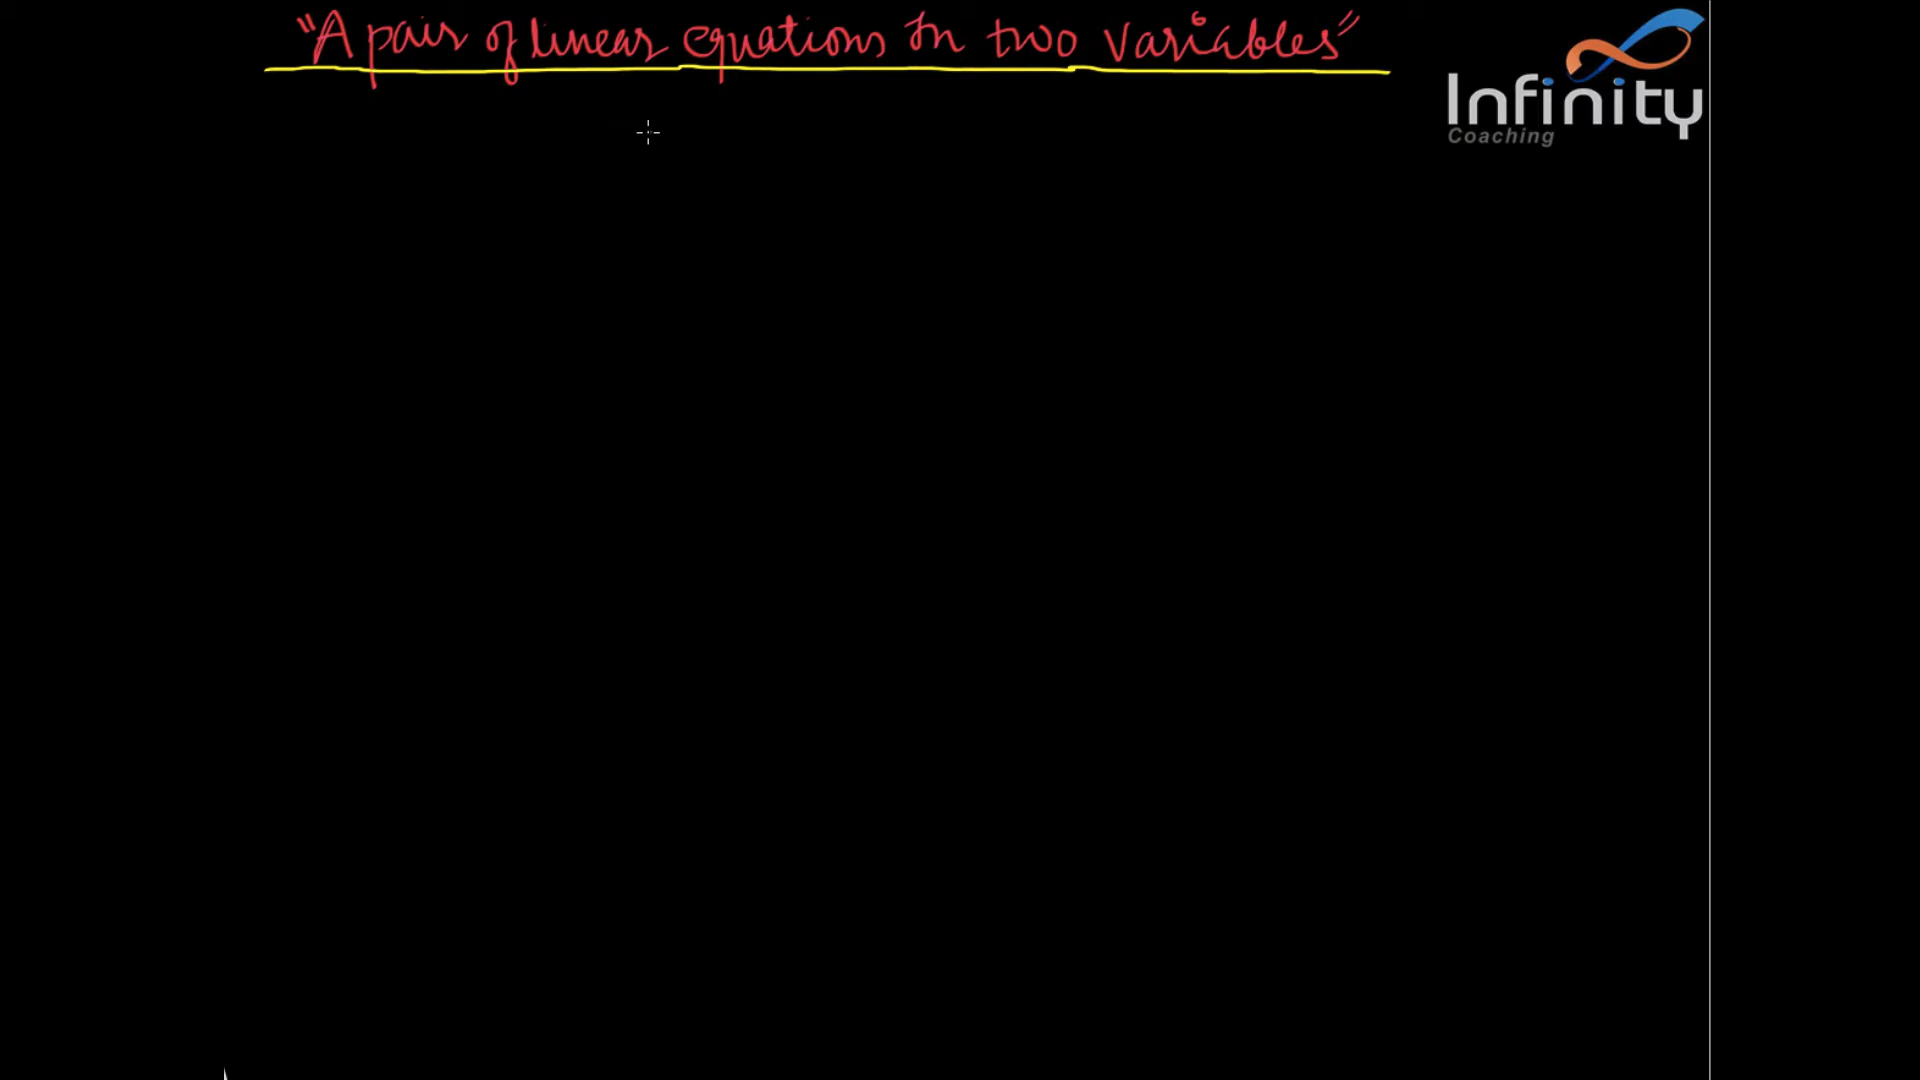 "A pair of linear equations In two variables"
Infinity
Coaching